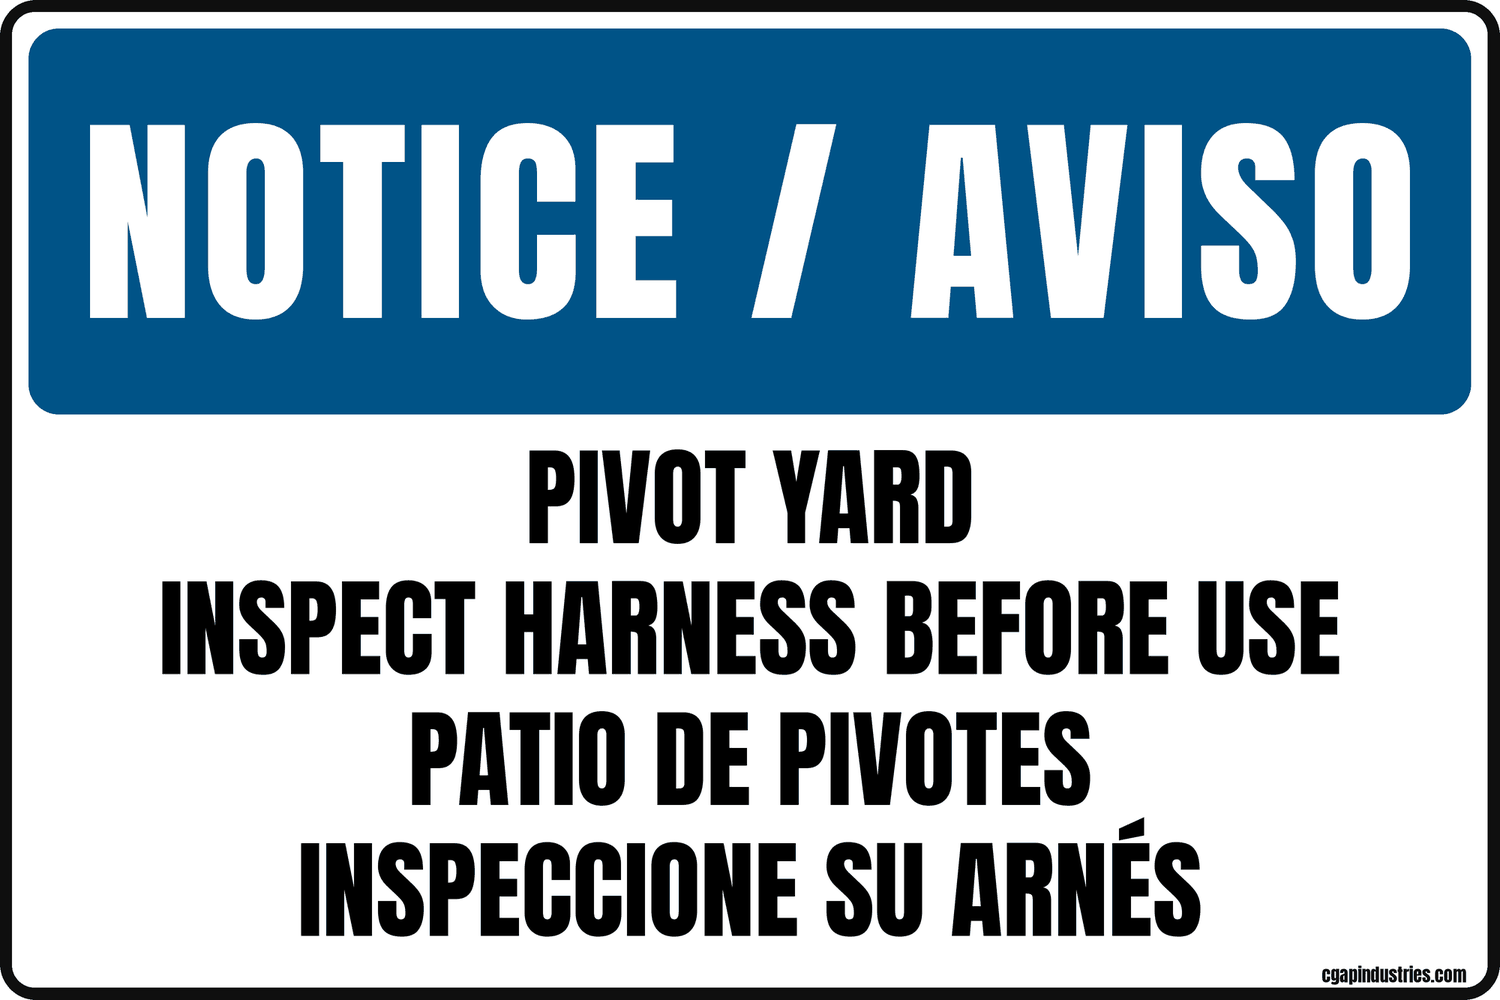 NOTICE / AVISO
PIVOT YARD
INSPECT HARNESS BEFORE USE
PATIO DE PIVOTES
INSPECCIONE SU ARNÉS
cgapindustries.com